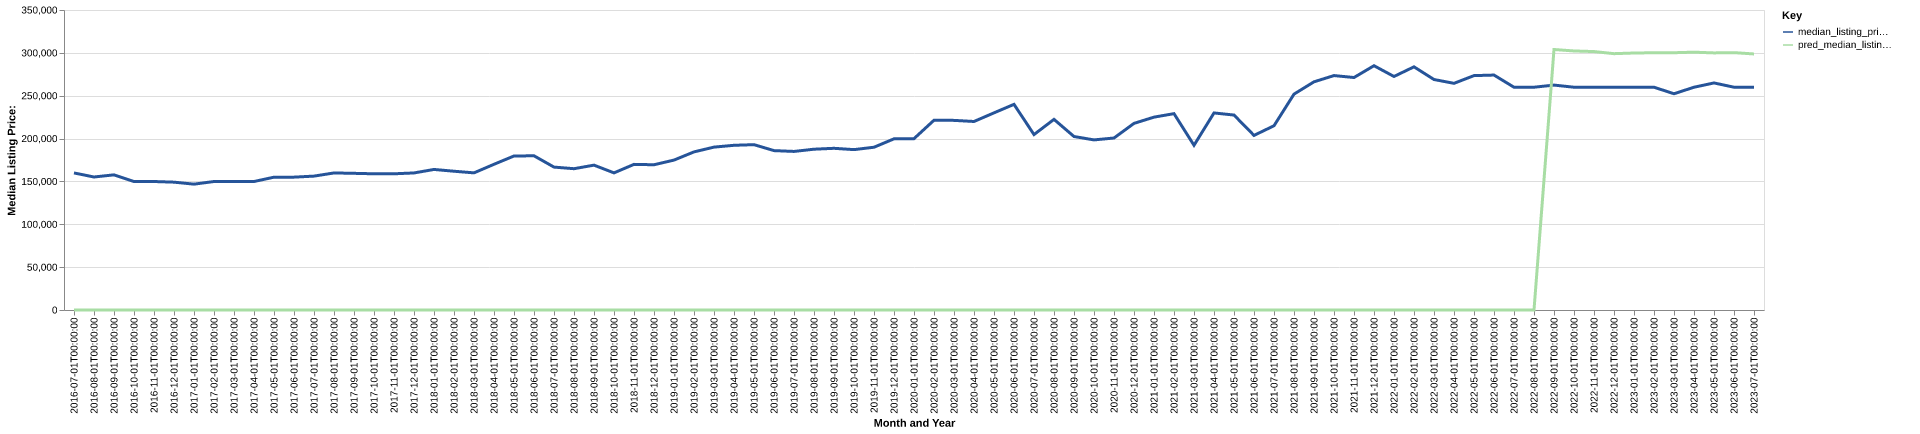 350,000
300,000
250,000
200,000
150,000
100,000
50,000
0
Median Listing Price:
2016-07-01T00:00:00
2016-08-01T00:00:00
2016-09-01T00:00:00
2016-10-01T00:00:00
2016-11-01T00:00:00
2016-12-01T00:00:00
2017-01-01T00:00:00
2017-02-01T00:00:00
2017-03-01T00:00:00
2017-04-01T00:00:00
2017-05-01T00:00:00
2017-06-01T00:00:00
2017-07-01T00:00:00
2017-08-01T00:00:00
2017-09-01T00:00:00
2017-10-01T00:00:00
2017-11-01T00:00:00
2017-12-01T00:00:00
2018-01-01T00:00:00
2018-02-01T00:00:00
2018-03-01T00:00:00
2018-04-01T00:00:00
2018-05-01T00:00:00
2018-06-01T00:00:00
2018-07-01T00:00:00
2018-08-01T00:00:00
2018-09-01T00:00:00
2018-10-01T00:00:00
2018-11-01T00:00:00
2018-12-01T00:00:00
2019-01-01T00:00:00
2019-02-01T00:00:00
2019-03-01T00:00:00
2019-04-01T00:00:00
2019-05-01T00:00:00
2019-06-01T00:00:00
2019-07-01T00:00:00
2019-08-01T00:00:00
2019-09-01T00:00:00
2019-10-01T00:00:00
2019-11-01T00:00:00
2019-12-01T00:00:00
2020-01-01T00:00:00
2020-02-01T00:00:00
2020-03-01T00:00:00
2020-04-01T00:00:00
2020-05-01T00:00:00
2020-06-01T00:00:00
2020-07-01T00:00:00
2020-08-01T00:00:00
2020-09-01T00:00:00
2020-10-01T00:00:00
2020-11-01T00:00:00
2020-12-01T00:00:00
2021-01-01T00:00:00
2021-02-01T00:00:00
2021-03-01T00:00:00
2021-04-01T00:00:00
2021-05-01T00:00:00
2021-06-01T00:00:00
2021-07-01T00:00:00
2021-08-01T00:00:00
2021-09-01T00:00:00
2021-10-01T00:00:00
2021-11-01T00:00:00
2021-12-01T00:00:00
2022-01-01T00:00:00
2022-02-01T00:00:00
2022-03-01T00:00:00
2022-04-01T00:00:00
2022-05-01T00:00:00
2022-06-01T00:00:00
2022-07-01T00:00:00
2022-08-01T00:00:00
2022-09-01T00:00:00
2022-10-01T00:00:00
2022-11-01T00:00:00
2022-12-01T00:00:00
2023-01-01T00:00:00
2023-02-01T00:00:00
2023-03-01T00:00:00
2023-04-01T00:00:00
2023-05-01T00:00:00
2023-06-01T00:00:00
2023-07-01T00:00:00
Month and Year
Key
median_listing_pri…
pred_median_listin…